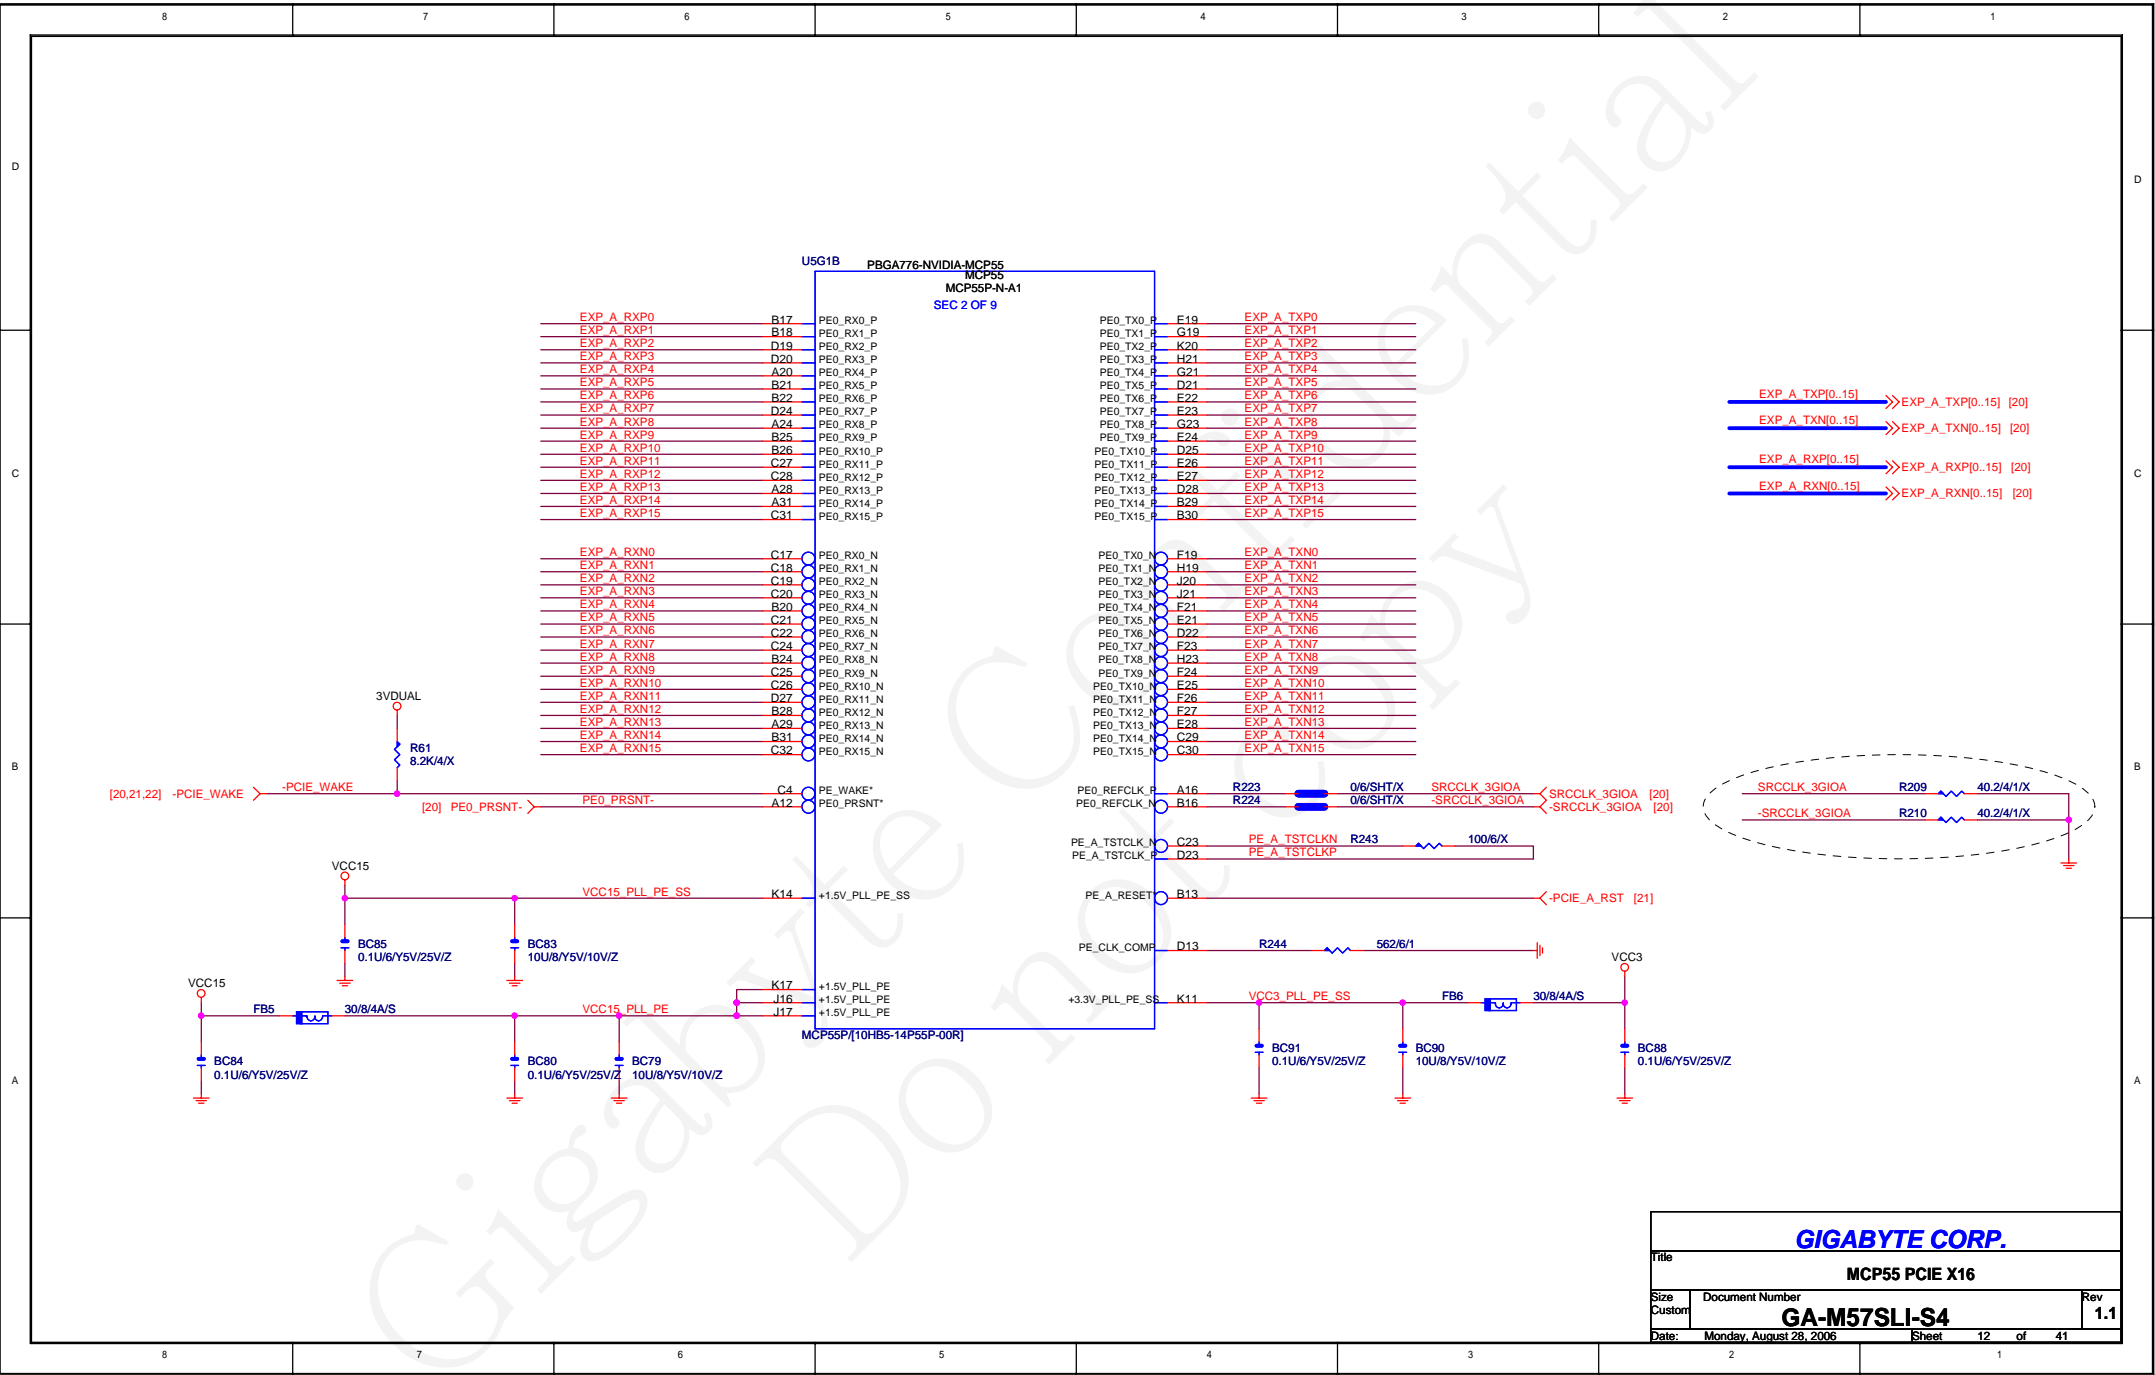 8 7 6 5 4 3 2 1
D D
C C
B B
A A
U5G1B
PBGA776-NVIDIA-MCP55
MCP55
MCP55P-N-A1
SEC 2 OF 9
EXP_A_RXP0 B17 PE0_RX0_P PE0_TX0_P E19 EXP_A_TXP0
EXP_A_RXP1 B18 PE0_RX1_P PE0_TX1_P G19 EXP_A_TXP1
EXP_A_RXP2 D19 PE0_RX2_P PE0_TX2_P K20 EXP_A_TXP2
EXP_A_RXP3 D20 PE0_RX3_P PE0_TX3_P H21 EXP_A_TXP3
EXP_A_RXP4 A20 PE0_RX4_P PE0_TX4_P G21 EXP_A_TXP4
EXP_A_RXP5 B21 PE0_RX5_P PE0_TX5_P D21 EXP_A_TXP5
EXP_A_RXP6 B22 PE0_RX6_P PE0_TX6_P E22 EXP_A_TXP6
EXP_A_RXP7 D24 PE0_RX7_P PE0_TX7_P E23 EXP_A_TXP7
EXP_A_RXP8 A24 PE0_RX8_P PE0_TX8_P G23 EXP_A_TXP8
EXP_A_RXP9 B25 PE0_RX9_P PE0_TX9_P E24 EXP_A_TXP9
EXP_A_RXP10 B26 PE0_RX10_P PE0_TX10_P D25 EXP_A_TXP10
EXP_A_RXP11 C27 PE0_RX11_P PE0_TX11_P E26 EXP_A_TXP11
EXP_A_RXP12 C28 PE0_RX12_P PE0_TX12_P E27 EXP_A_TXP12
EXP_A_RXP13 A28 PE0_RX13_P PE0_TX13_P D28 EXP_A_TXP13
EXP_A_RXP14 A31 PE0_RX14_P PE0_TX14_P B29 EXP_A_TXP14
EXP_A_RXP15 C31 PE0_RX15_P PE0_TX15_P B30 EXP_A_TXP15
EXP_A_TXP[0..15] EXP_A_TXP[0..15] [20]
EXP_A_TXN[0..15] EXP_A_TXN[0..15] [20]
EXP_A_RXP[0..15] EXP_A_RXP[0..15] [20]
EXP_A_RXN[0..15] EXP_A_RXN[0..15] [20]
EXP_A_RXN0 C17 PE0_RX0_N PE0_TX0_N F19 EXP_A_TXN0
EXP_A_RXN1 C18 PE0_RX1_N PE0_TX1_N H19 EXP_A_TXN1
EXP_A_RXN2 C19 PE0_RX2_N PE0_TX2_N J20 EXP_A_TXN2
EXP_A_RXN3 C20 PE0_RX3_N PE0_TX3_N J21 EXP_A_TXN3
EXP_A_RXN4 B20 PE0_RX4_N PE0_TX4_N F21 EXP_A_TXN4
EXP_A_RXN5 C21 PE0_RX5_N PE0_TX5_N E21 EXP_A_TXN5
EXP_A_RXN6 C22 PE0_RX6_N PE0_TX6_N D22 EXP_A_TXN6
EXP_A_RXN7 C24 PE0_RX7_N PE0_TX7_N F23 EXP_A_TXN7
EXP_A_RXN8 B24 PE0_RX8_N PE0_TX8_N H23 EXP_A_TXN8
EXP_A_RXN9 C25 PE0_RX9_N PE0_TX9_N F24 EXP_A_TXN9
EXP_A_RXN10 C26 PE0_RX10_N PE0_TX10_N E25 EXP_A_TXN10
EXP_A_RXN11 D27 PE0_RX11_N PE0_TX11_N F26 EXP_A_TXN11
EXP_A_RXN12 B28 PE0_RX12_N PE0_TX12_N F27 EXP_A_TXN12
EXP_A_RXN13 A29 PE0_RX13_N PE0_TX13_N E28 EXP_A_TXN13
EXP_A_RXN14 B31 PE0_RX14_N PE0_TX14_N C29 EXP_A_TXN14
EXP_A_RXN15 C32 PE0_RX15_N PE0_TX15_N C30 EXP_A_TXN15
3VDUAL
R61
8.2K/4/X
[20,21,22] -PCIE_WAKE -PCIE_WAKE C4 PE_WAKE*
[20] PE0_PRSNT- PE0_PRSNT- A12 PE0_PRSNT*
PE0_REFCLK_P A16 R223 0/6/SHT/X SRCCLK_3GIOA SRCCLK_3GIOA [20]
PE0_REFCLK_N B16 R224 0/6/SHT/X -SRCCLK_3GIOA -SRCCLK_3GIOA [20]
SRCCLK_3GIOA R209 40.2/4/1/X
-SRCCLK_3GIOA R210 40.2/4/1/X
PE_A_TSTCLK_N C23 PE_A_TSTCLKN R243 100/6/X
PE_A_TSTCLK_P D23 PE_A_TSTCLKP
VCC15
VCC15_PLL_PE_SS K14 +1.5V_PLL_PE_SS
PE_A_RESET* B13 -PCIE_A_RST [21]
BC85
0.1U/6/Y5V/25V/Z
BC83
10U/8/Y5V/10V/Z
PE_CLK_COMP D13 R244 562/6/1
VCC15
FB5 30/8/4A/S VCC15_PLL_PE
K17 +1.5V_PLL_PE
J16 +1.5V_PLL_PE
J17 +1.5V_PLL_PE
VCC3
+3.3V_PLL_PE_SS K11 VCC3_PLL_PE_SS FB6 30/8/4A/S
MCP55P/[10HB5-14P55P-00R]
BC84
0.1U/6/Y5V/25V/Z
BC80
0.1U/6/Y5V/25V/Z
BC79
10U/8/Y5V/10V/Z
BC91
0.1U/6/Y5V/25V/Z
BC90
10U/8/Y5V/10V/Z
BC88
0.1U/6/Y5V/25V/Z
Gigabyte Confidential
Do not copy
GIGABYTE CORP.
Title
MCP55 PCIE X16
Size Document Number Rev
Custom GA-M57SLI-S4 1.1
Date: Monday, August 28, 2006 Sheet 12 of 41
8 7 6 5 4 3 2 1